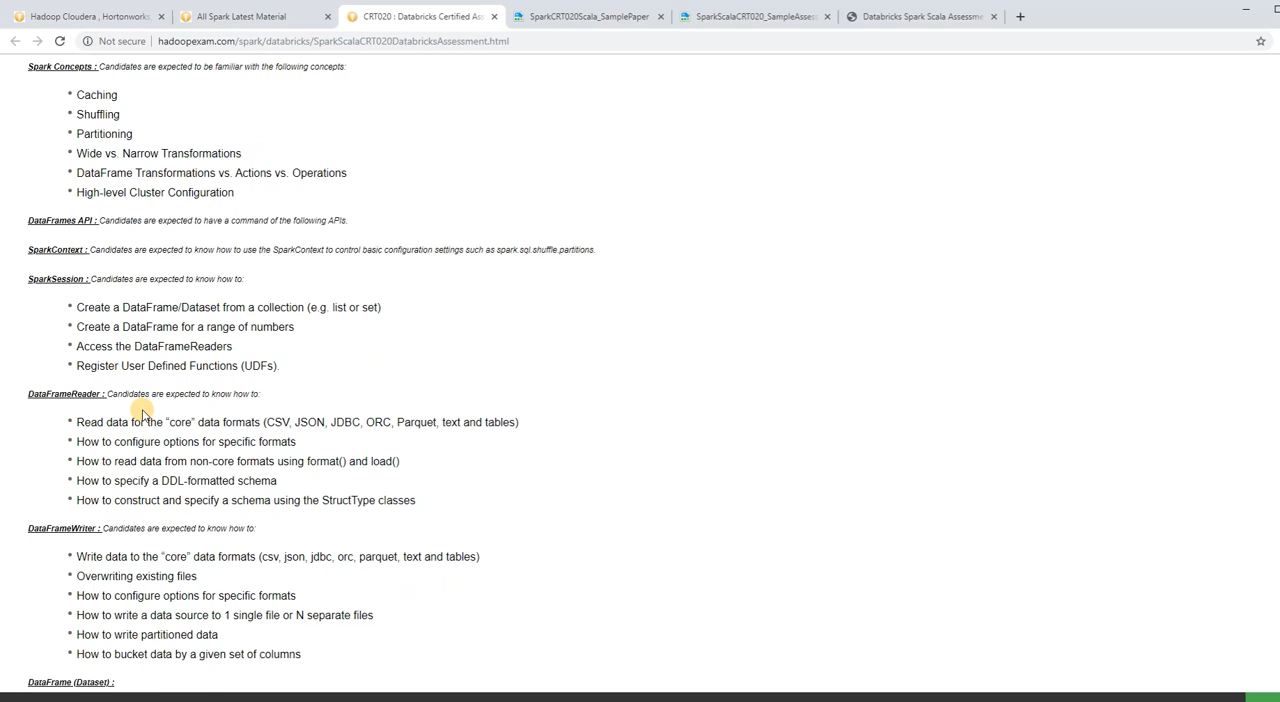 Hadoop Cloudera , Hortonworks,
All Spark Latest Material
CRT020 : Databricks Certified Ass
SparkCRT020Scala_SamplePaper
SparkScalaCRT020_SampleAssess
Databricks Spark Scala Assessme
Not secure
hadoopexam.com/spark/databricks/SparkScalaCRT020DatabricksAssessment.html
Spark Concepts : Candidates are expected to be familiar with the following concepts:
* Caching
* Shuffling
* Partitioning
* Wide vs. Narrow Transformations
* DataFrame Transformations vs. Actions vs. Operations
* High-level Cluster Configuration
DataFrames API : Candidates are expected to have a command of the following APIs.
SparkContext : Candidates are expected to know how to use the SparkContext to control basic configuration settings such as spark.sql.shuffle.partitions.
SparkSession : Candidates are expected to know how to:
* Create a DataFrame/Dataset from a collection (e.g. list or set)
* Create a DataFrame for a range of numbers
* Access the DataFrameReaders
* Register User Defined Functions (UDFs).
DataFrameReader : Candidates are expected to know how to:
* Read data for the “core” data formats (CSV, JSON, JDBC, ORC, Parquet, text and tables)
* How to configure options for specific formats
* How to read data from non-core formats using format() and load()
* How to specify a DDL-formatted schema
* How to construct and specify a schema using the StructType classes
DataFrameWriter : Candidates are expected to know how to:
* Write data to the “core” data formats (csv, json, jdbc, orc, parquet, text and tables)
* Overwriting existing files
* How to configure options for specific formats
* How to write a data source to 1 single file or N separate files
* How to write partitioned data
* How to bucket data by a given set of columns
DataFrame (Dataset) :